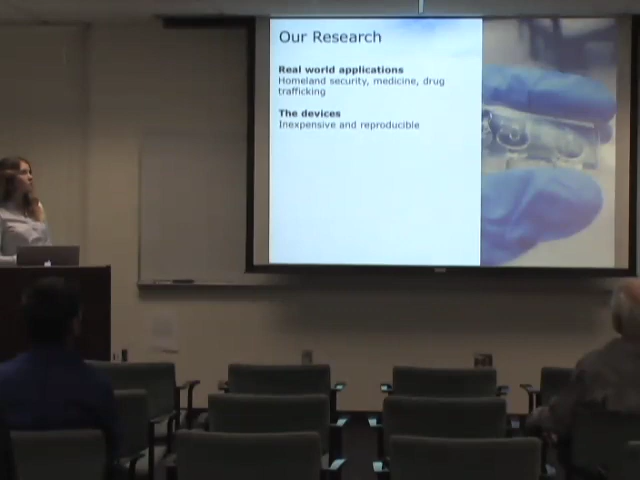 Our Research
Real world applications
Homeland security, medicine, drug
trafficking
The devices
Inexpensive and reproducible